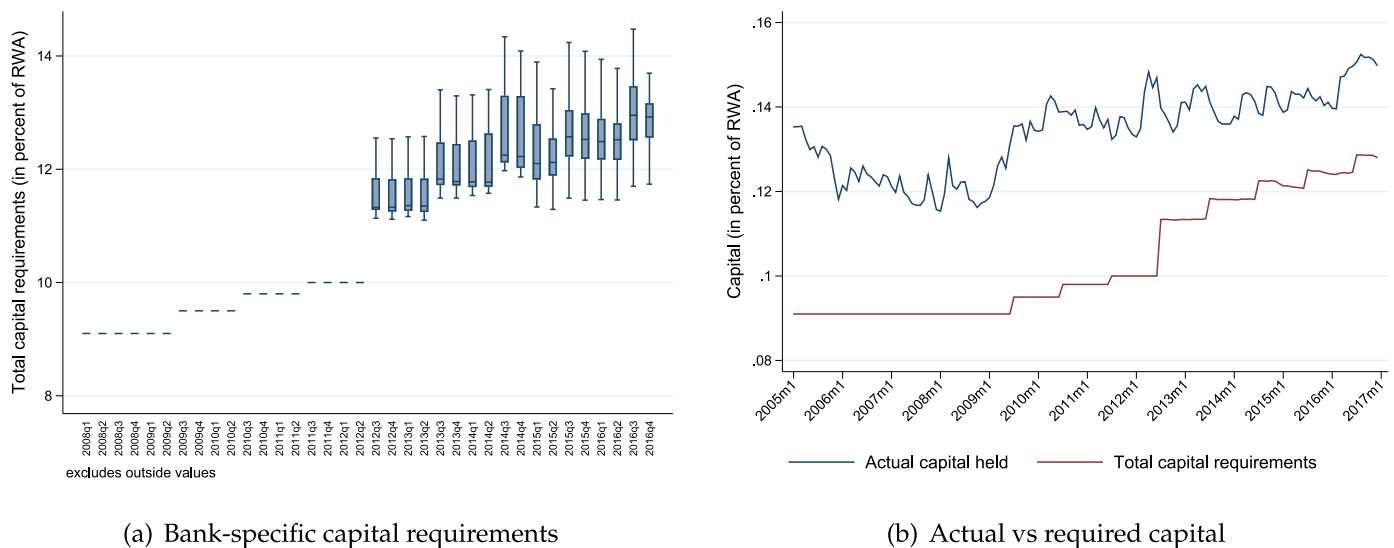 Total capital requirements (in percent of RWA)
14
12
10
8
2008q1
2008q2
2008q3
2008q4
2009q1
2009q2
2009q3
2009q4
2010q1
2010q2
2010q3
2010q4
2011q1
2011q2
2011q3
2011q4
2012q1
2012q2
2012q3
2012q4
2013q1
2013q2
2013q3
2013q4
2014q1
2014q2
2014q3
2014q4
2015q1
2015q2
2015q3
2015q4
2016q1
2016q2
2016q3
2016q4
excludes outside values
(a) Bank-specific capital requirements
Capital (in percent of RWA)
.16
.14
.12
.1
.08
2005m1
2006m1
2007m1
2008m1
2009m1
2010m1
2011m1
2012m1
2013m1
2014m1
2015m1
2016m1
2017m1
Actual capital held
Total capital requirements
(b) Actual vs required capital